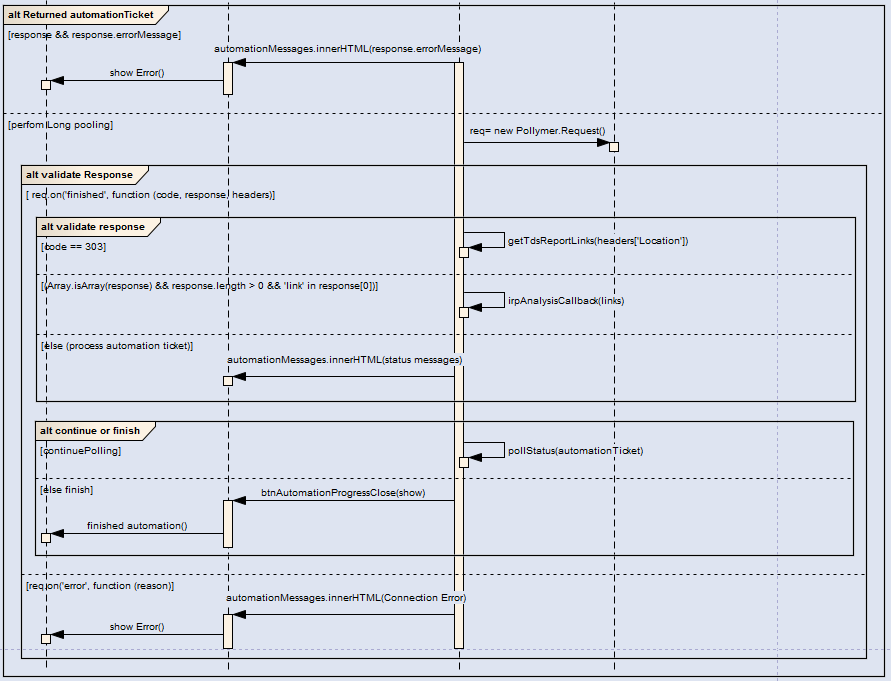 alt Returned automationTicket
[response && response.errorMessage]
automationMessages.innerHTML(response.errorMessage)
show Error()
[perfom Long pooling]
req= new Pollymer.Request()
alt validate Response
[ req.on('finished', function (code, response, headers)]
alt validate response
[code == 303]
getTdsReportLinks(headers['Location'])
[(Array.isArray(response) && response.length > 0 && 'link' in response[0])]
irpAnalysisCallback(links)
[else (process automation ticket)]
automationMessages.innerHTML(status messages)
alt continue or finish
[continuePolling]
pollStatus(automationTicket)
[else finish]
btnAutomationProgressClose(show)
finished automation()
[req.on('error', function (reason)]
automationMessages.innerHTML(Connection Error)
show Error()